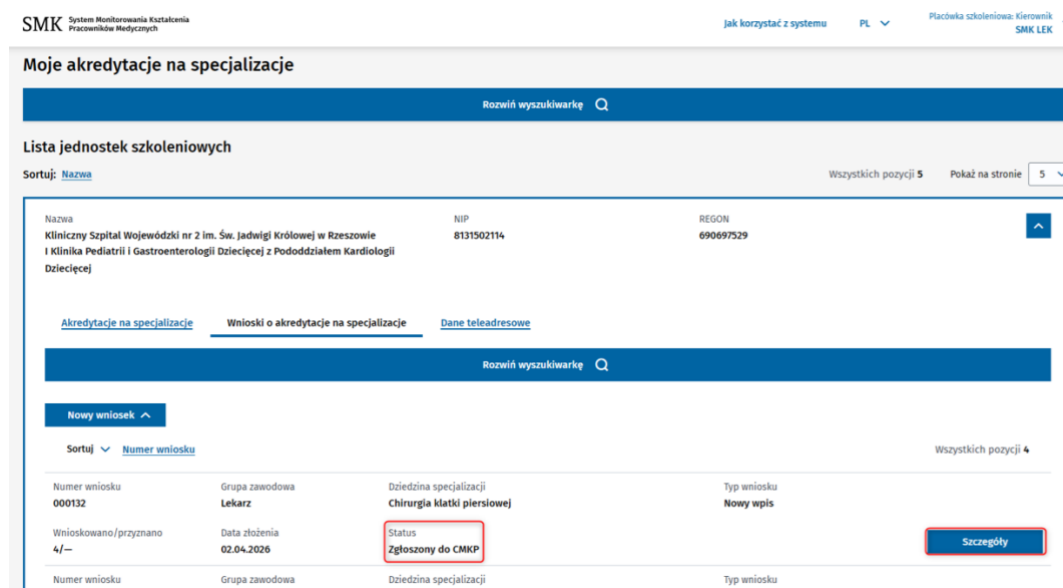 SMK System Monitorowania Kształcenia
Pracowników Medycznych
Jak korzystać z systemu PL Placówka szkoleniowa: Kierownik
SMK LEK
Moje akredytacje na specjalizacje
Rozwiń wyszukiwarkę
Lista jednostek szkoleniowych
Sortuj: Nazwa Wszystkich pozycji 5 Pokaż na stronie 5
Nazwa NIP REGON
Kliniczny Szpital Wojewódzki nr 2 im. Św. Jadwigi Królowej w Rzeszowie 8131502114 690697529
I Klinika Pediatrii i Gastroenterologii Dziecięcej z Pododdziałem Kardiologii
Dziecięcej
Akredytacje na specjalizacje Wnioski o akredytacje na specjalizacje Dane teleadresowe
Rozwiń wyszukiwarkę
Nowy wniosek
Sortuj Numer wniosku Wszystkich pozycji 4
Numer wniosku Grupa zawodowa Dziedzina specjalizacji Typ wniosku
000132 Lekarz Chirurgia klatki piersiowej Nowy wpis
Wnioskowano/przyznano Data złożenia Status
4/— 02.04.2026 Zgłoszony do CMKP Szczegóły
Numer wniosku Grupa zawodowa Dziedzina specjalizacji Typ wniosku